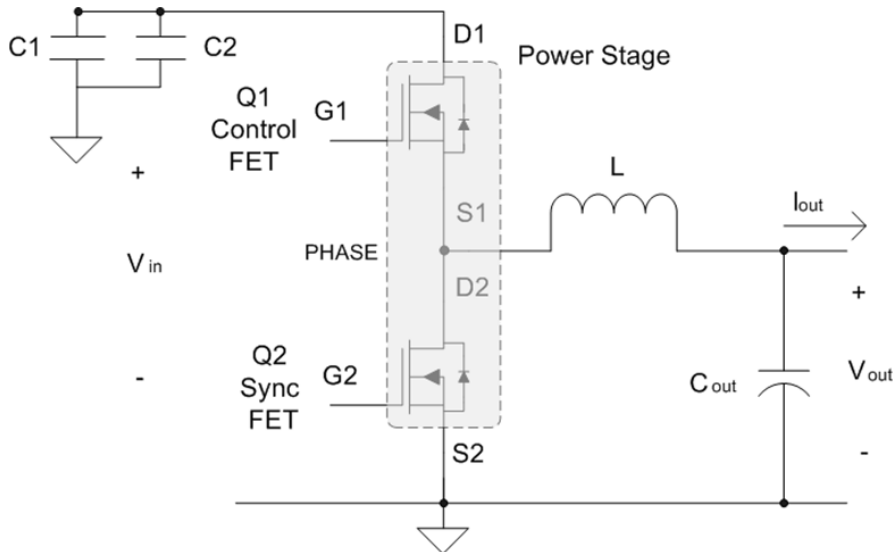 C1
C2
D1
Power Stage
Q1
Control
FET
G1
+
Vin
-
S1
PHASE
D2
L
Iout
Q2
Sync
FET
G2
Cout
+
Vout
-
S2